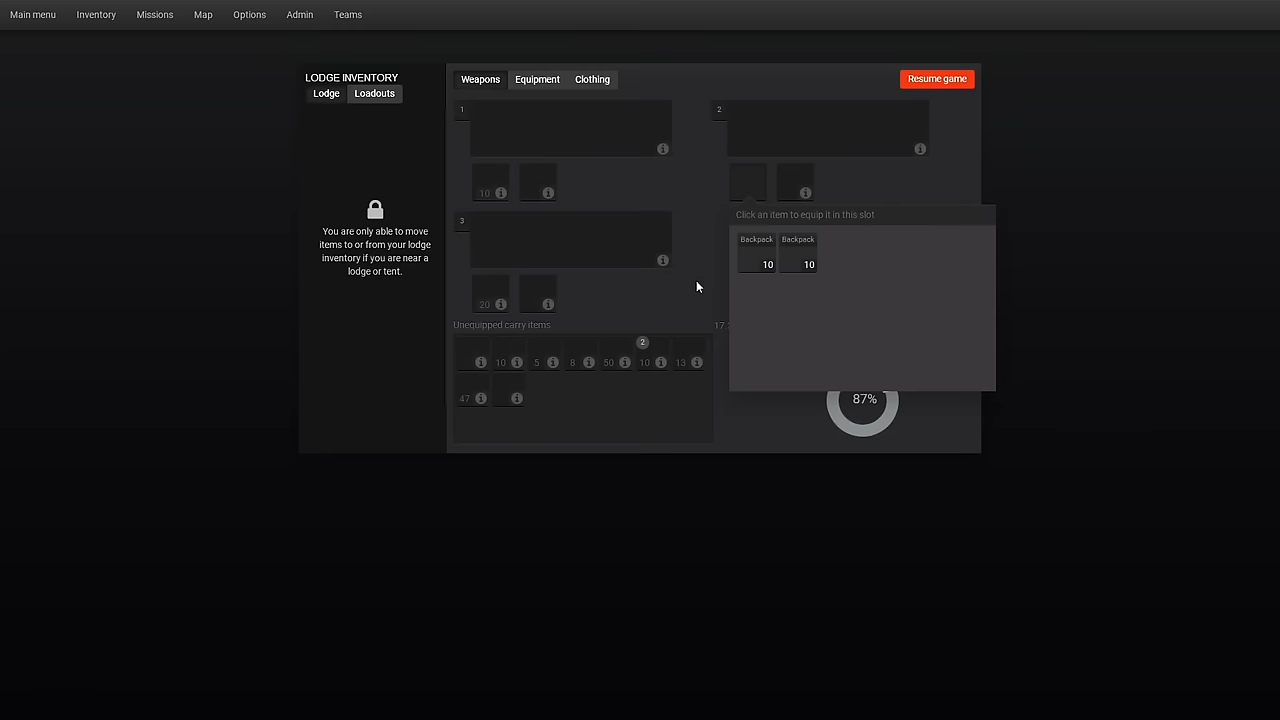 Main menu Inventory Missions Map Options Admin Teams
LODGE INVENTORY
Lodge Loadouts
Weapons Equipment Clothing
Resume game
1
2
10
You are only able to move
items to or from your lodge
inventory if you are near a
lodge or tent.
3
20
Click an item to equip it in this slot
Backpack Backpack
10 10
Unequipped carry items
2
10 5 8 50 10 13
47
87%